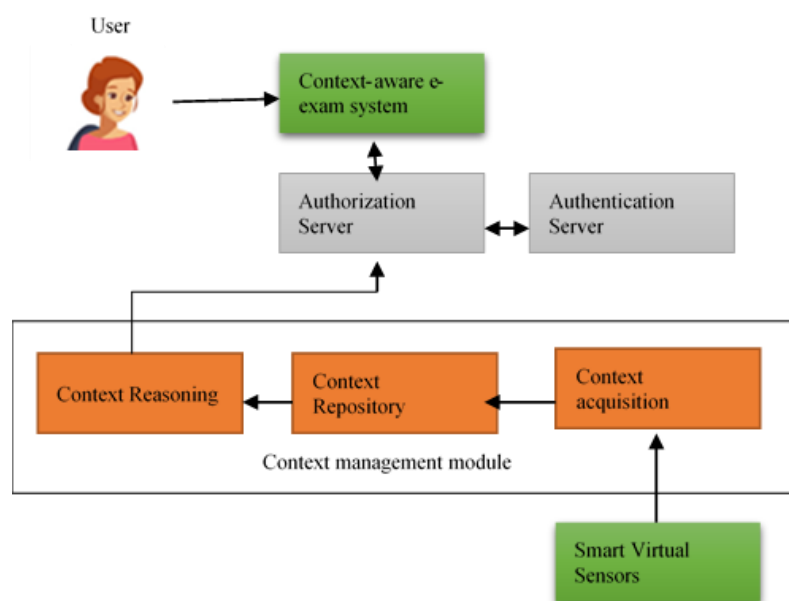 User
Context-aware e-
exam system
Authorization
Server
Authentication
Server
Context Reasoning
Context
Repository
Context
acquisition
Context management module
Smart Virtual
Sensors